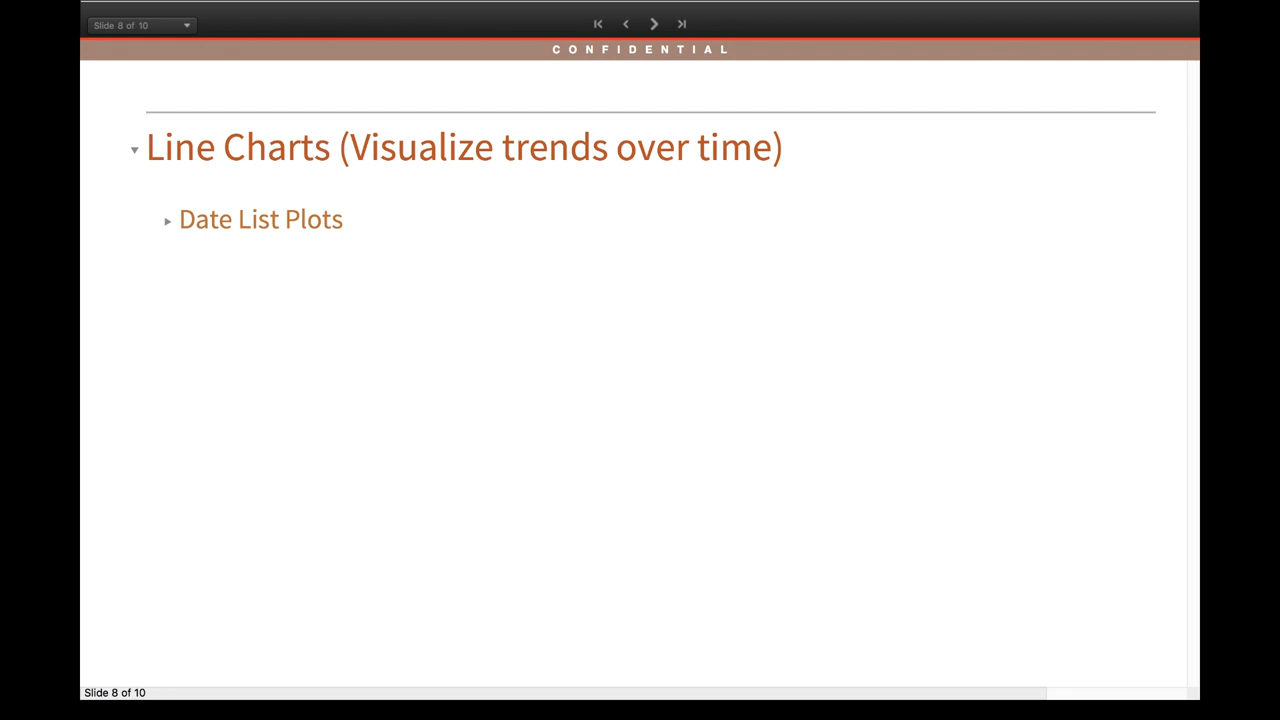 Slide 8 of 10
CONFIDENTIAL
Line Charts (Visualize trends over time)
Date List Plots
Slide 8 of 10